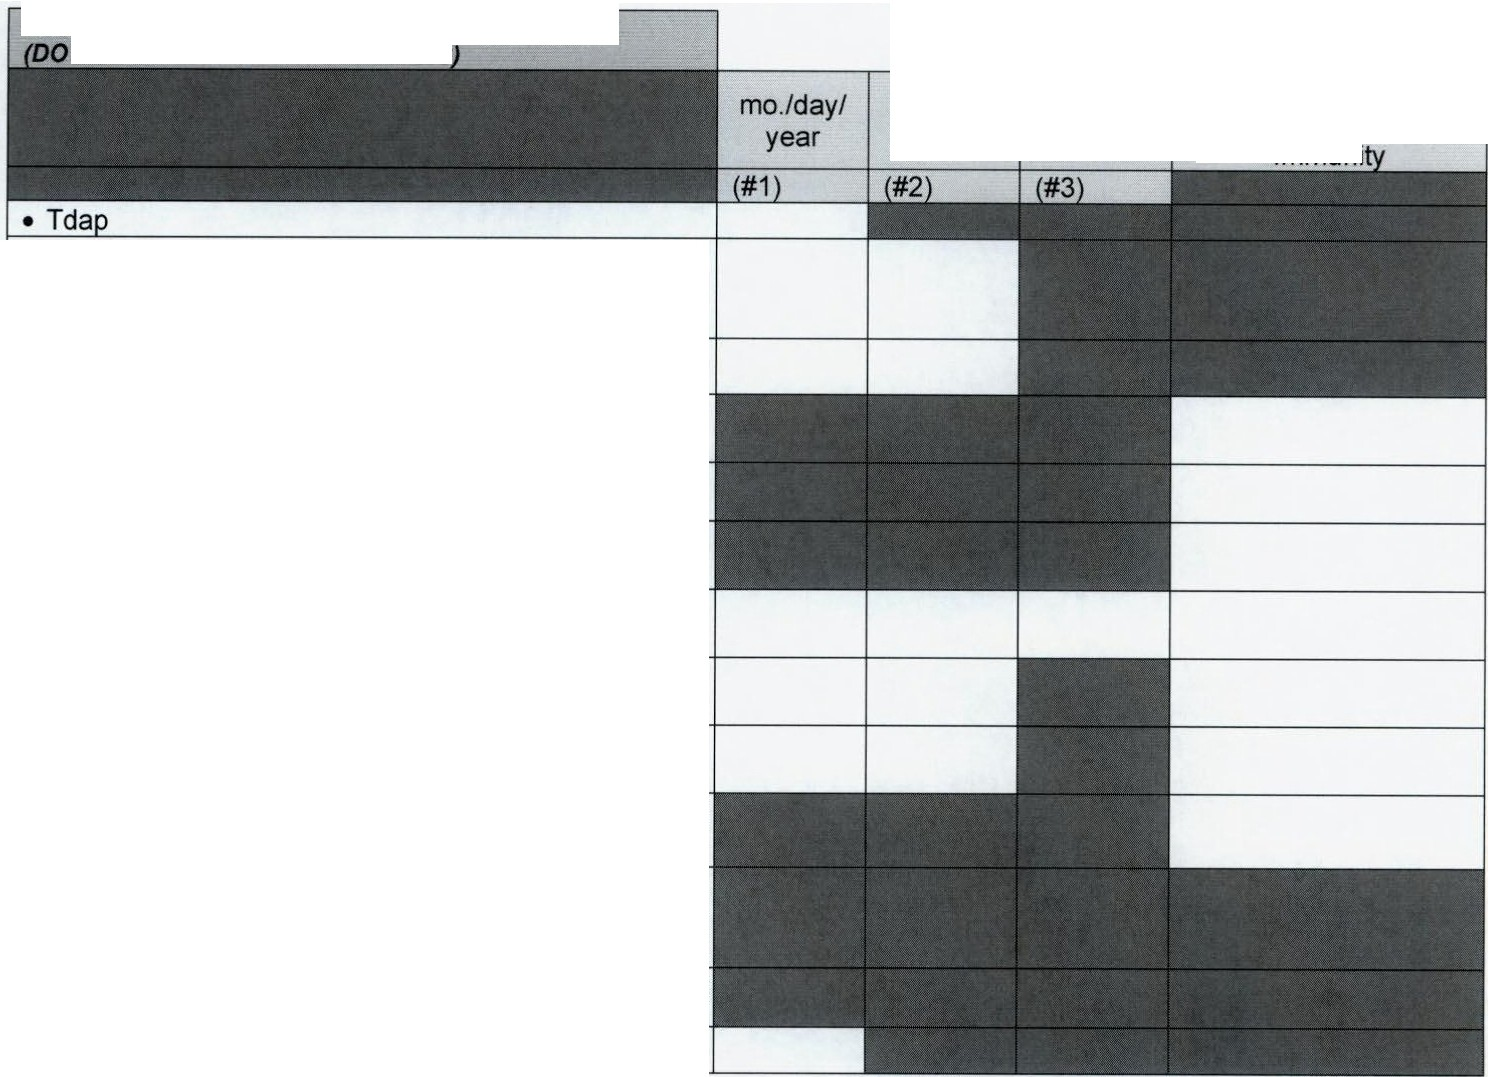 (DO )
mo./day/
year
(#1) (#2) (#3)
• Tdap